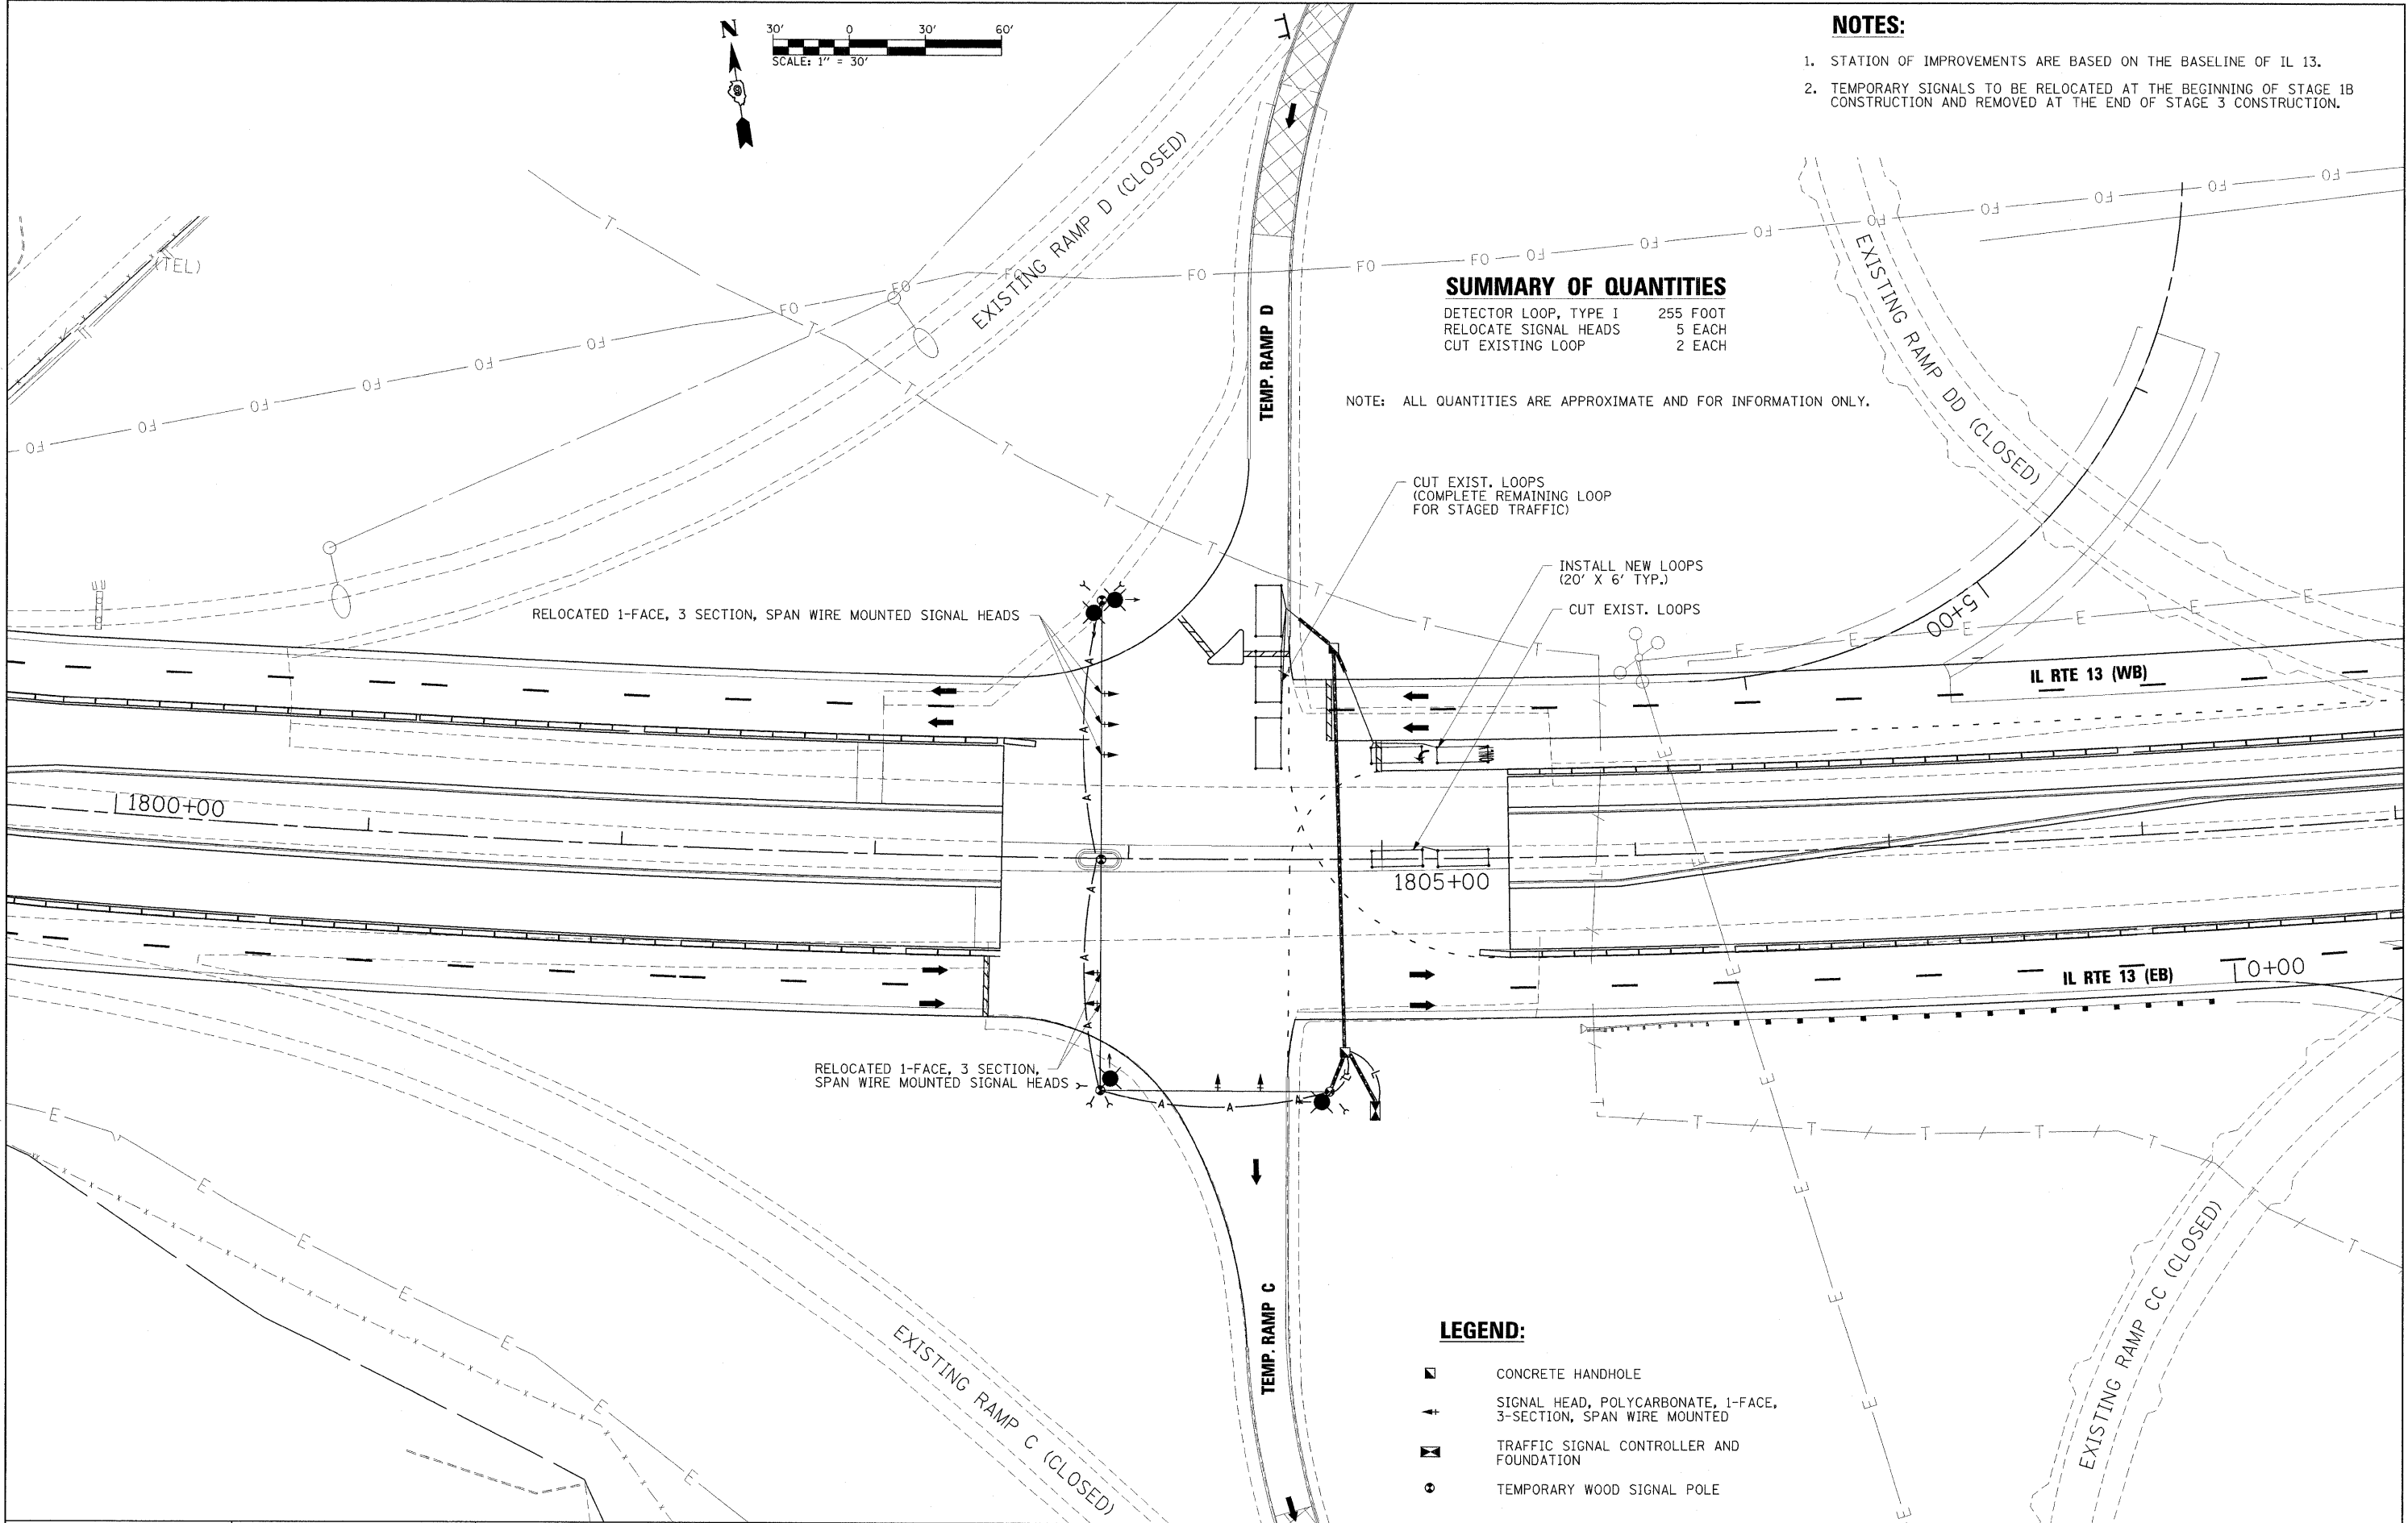 N
30' 0 30' 60'
SCALE: 1" = 30'
9
NOTES:
1. STATION OF IMPROVEMENTS ARE BASED ON THE BASELINE OF IL 13.
2. TEMPORARY SIGNALS TO BE RELOCATED AT THE BEGINNING OF STAGE 1B
CONSTRUCTION AND REMOVED AT THE END OF STAGE 3 CONSTRUCTION.
(TEL)
EXISTING RAMP D (CLOSED)
TEMP. RAMP D
SUMMARY OF QUANTITIES
DETECTOR LOOP, TYPE I 255 FOOT
RELOCATE SIGNAL HEADS 5 EACH
CUT EXISTING LOOP 2 EACH
NOTE: ALL QUANTITIES ARE APPROXIMATE AND FOR INFORMATION ONLY.
EXISTING RAMP DD (CLOSED)
CUT EXIST. LOOPS
(COMPLETE REMAINING LOOP
FOR STAGED TRAFFIC)
INSTALL NEW LOOPS
(20' X 6' TYP.)
CUT EXIST. LOOPS
RELOCATED 1-FACE, 3 SECTION, SPAN WIRE MOUNTED SIGNAL HEADS
15+00
IL RTE 13 (WB)
1800+00
1805+00
IL RTE 13 (EB)
0+00
RELOCATED 1-FACE, 3 SECTION,
SPAN WIRE MOUNTED SIGNAL HEADS
EXISTING RAMP C (CLOSED)
TEMP. RAMP C
EXISTING RAMP CC (CLOSED)
LEGEND:
CONCRETE HANDHOLE
SIGNAL HEAD, POLYCARBONATE, 1-FACE,
3-SECTION, SPAN WIRE MOUNTED
TRAFFIC SIGNAL CONTROLLER AND
FOUNDATION
TEMPORARY WOOD SIGNAL POLE